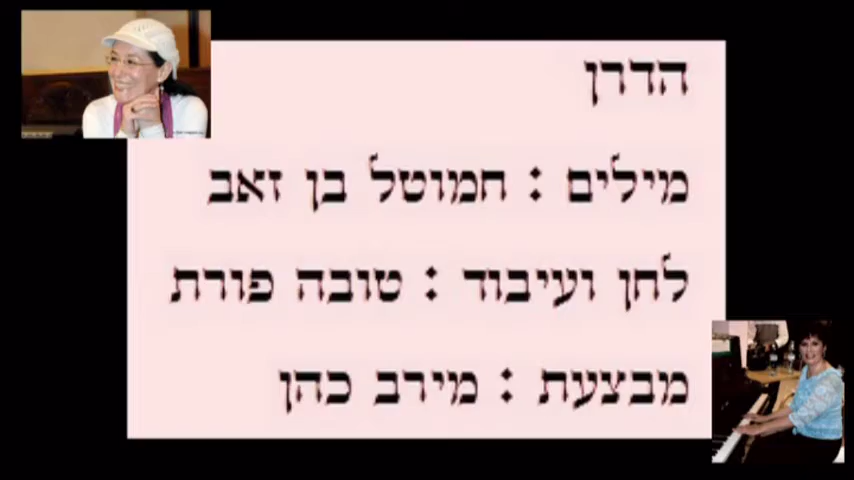 הדרן
מילים : חמוטל בן זאב
לחן ועיבוד : טובה פורת
מבצעת : מירב כהן